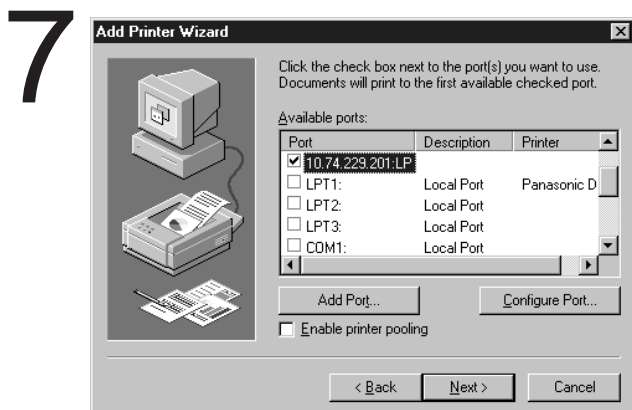 7
Add Printer Wizard
Click the check box next to the port(s) you want to use.
Documents will print to the first available checked port.
Available ports:
Port Description Printer
10.74.229.201:LP
LPT1: Local Port Panasonic D
LPT2: Local Port
LPT3: Local Port
COM1: Local Port
Add Port... Configure Port...
Enable printer pooling
< Back Next > Cancel